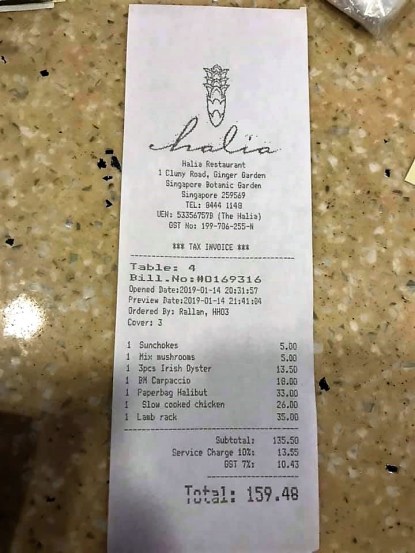 halia
Halia Restaurant
1 Cluny Road, Ginger Garden
Singapore Botanic Garden
Singapore 259569
TEL: 8444 1148
UEN: 53356757B (The Halia)
GST No: 199-706-255-N
*** TAX INVOICE ***
Table: 4
Bill.No:#0169316
Opened Date:2019-01-14 20:31:57
Preview Date:2019-01-14 21:41:04
Ordered By: Rallan, HH03
Cover: 3
1 Sunchokes 5.00
1 Mix mushrooms 5.00
1 3pcs Irish Oyster 13.50
1 BM Carpaccio 18.00
1 Paperbag Halibut 33.00
1 Slow cooked chicken 26.00
1 Lamb rack 35.00
Subtotal: 135.50
Service Charge 10%: 13.55
GST 7%: 10.43
Total: 159.48